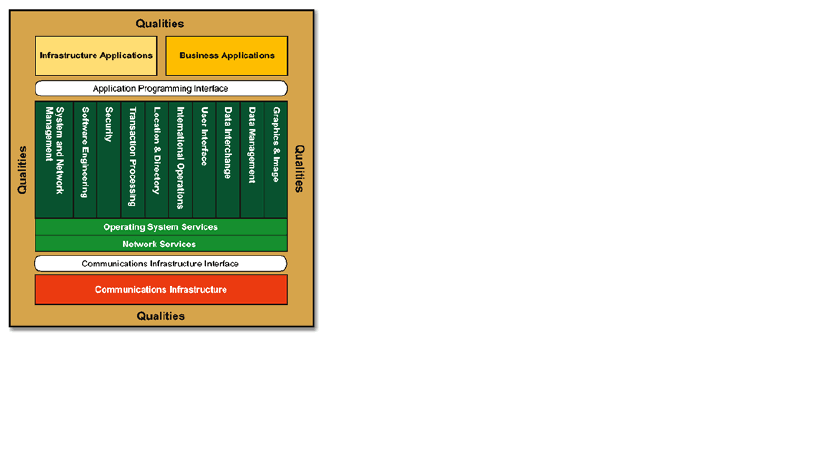 Qualities
Infrastructure Applications
Business Applications
Application Programming Interface
Qualities
System and Network
Management
Software Engineering
Security
Transaction Processing
Location & Directory
International Operations
User Interface
Data Interchange
Data Management
Graphics & Image
Qualities
Operating System Services
Network Services
Communications Infrastructure Interface
Communications Infrastructure
Qualities